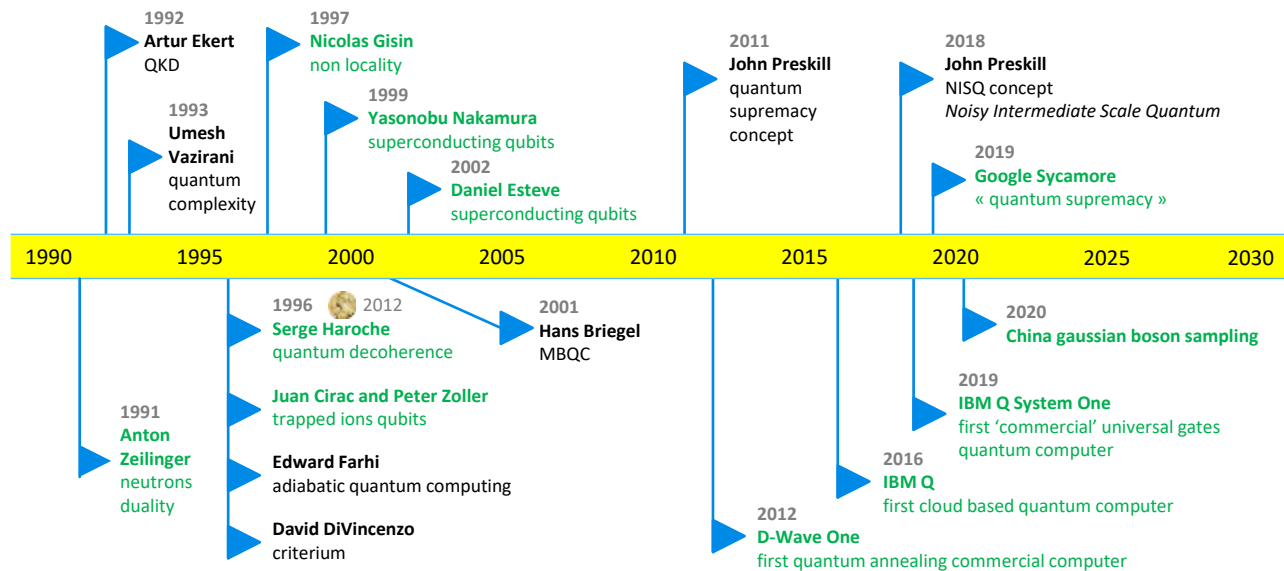 1992
Artur Ekert
QKD
1993
Umesh
Vazirani
quantum
complexity
1997
Nicolas Gisin
non locality
1999
Yasonobu Nakamura
superconducting qubits
2002
Daniel Esteve
superconducting qubits
2011
John Preskill
quantum
supremacy
concept
2018
John Preskill
NISQ concept
Noisy Intermediate Scale Quantum
2019
Google Sycamore
« quantum supremacy »
1990 1995 2000 2005 2010 2015 2020 2025 2030
1991
Anton
Zeilinger
neutrons
duality
1996 2012
Serge Haroche
quantum decoherence
Juan Cirac and Peter Zoller
trapped ions qubits
Edward Farhi
adiabatic quantum computing
David DiVincenzo
criterium
2001
Hans Briegel
MBQC
2012
D-Wave One
first quantum annealing commercial computer
2016
IBM Q
first cloud based quantum computer
2019
IBM Q System One
first ‘commercial’ universal gates
quantum computer
2020
China gaussian boson sampling